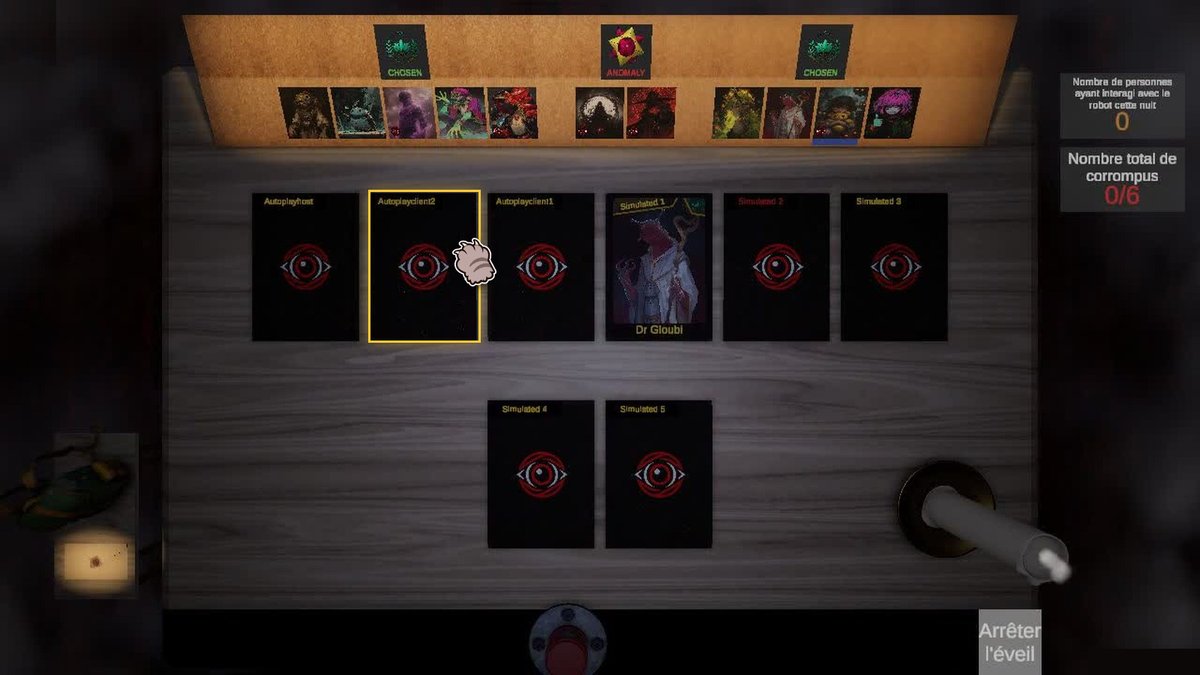 CHOSEN
ANOMALY
CHOSEN
Nombre de personnes
ayant interagi avec le
robot cette nuit
0
Nombre total de
corrompus
0/6
Autoplayhost
Autoplayclient2
Autoplayclient1
Simulated 1
Simulated 2
Simulated 3
Dr Gloubi
Simulated 4
Simulated 5
Arrêter
l'éveil